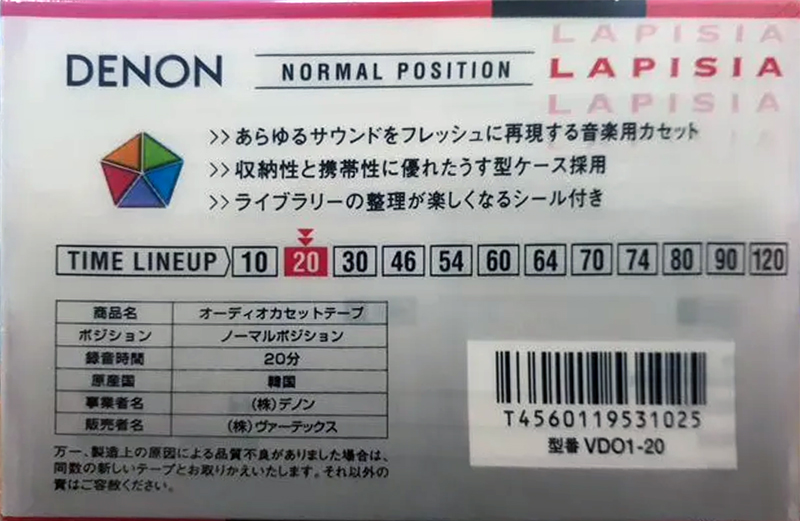 LAPISIA
DENON NORMAL POSITION LAPISIA
LAPISIA
>> あらゆるサウンドをフレッシュに再現する音楽用カセット
>> 収納性と携帯性に優れたうす型ケース採用
>> ライブラリーの整理が楽しくなるシール付き
TIME LINEUP 10 20 30 46 54 60 64 70 74 80 90 120
商品名 オーディオカセットテープ
ポジション ノーマルポジション
録音時間 20分
原産国 韓国
事業者名 (株)デノン
販売者名 (株)ヴァーテックス
万一、製造上の原因による品質不良がありました場合は、
同数の新しいテープとお取りかえいたします。それ以外の
責はご容赦ください。
T4560119531025
型番 VDO1-20